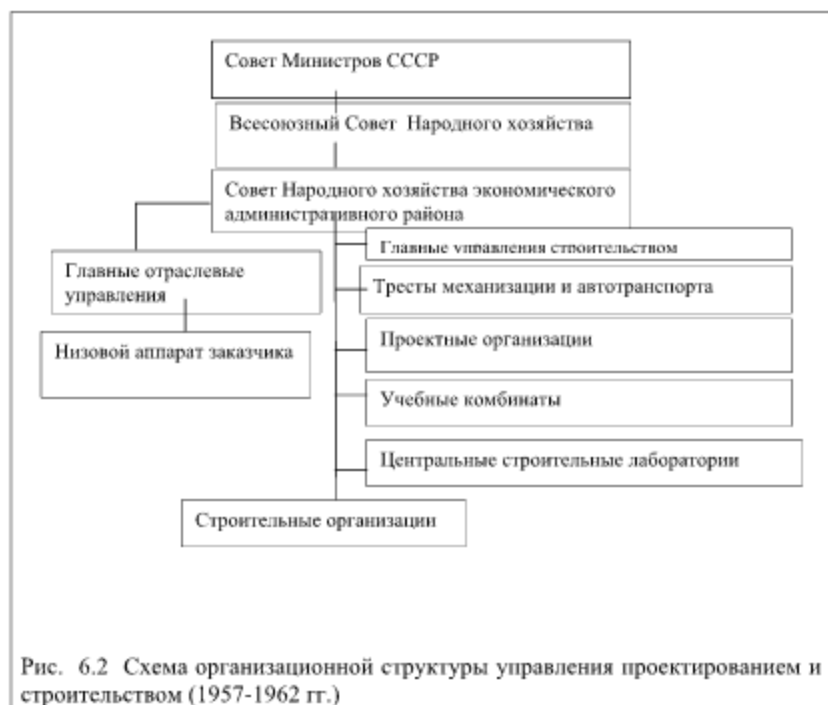 Совет Министров СССР
Всесоюзный Совет Народного хозяйства
Совет Народного хозяйства экономического
административного района
Главные управления строительством
Главные отраслевые
управления
Тресты механизации и автотранспорта
Низовой аппарат заказчика
Проектные организации
Учебные комбинаты
Центральные строительные лаборатории
Строительные организации
Рис. 6.2 Схема организационной структуры управления проектированием и
строительством (1957-1962 гг.)